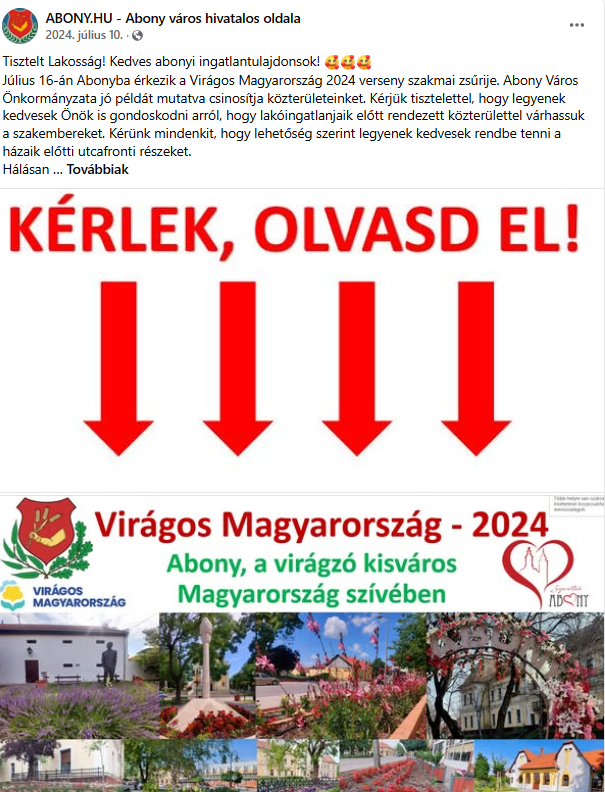 ABONY.HU - Abony város hivatalos oldala
2024. július 10. ·
Tisztelt Lakosság! Kedves abonyi ingatlantulajdonsok! 🥰🥰🥰
Július 16-án Abonyba érkezik a Virágos Magyarország 2024 verseny szakmai zsűrije. Abony Város
Önkormányzata jó példát mutatva csinosítja közterületeinket. Kérjük tisztelettel, hogy legyenek
kedvesek Önök is gondoskodni arról, hogy lakóingatlanjaik előtt rendezett közterülettel várhassuk
a szakembereket. Kérünk mindenkit, hogy lehetőség szerint legyenek kedvesek rendbe tenni a
házaik előtti utcafronti részeket.
Hálásan ... Továbbiak
KÉRLEK, OLVASD EL!
Virágos Magyarország - 2024
Abony, a virágzó kisváros
Magyarország szívében
VIRÁGOS
MAGYARORSZÁG
ABONY